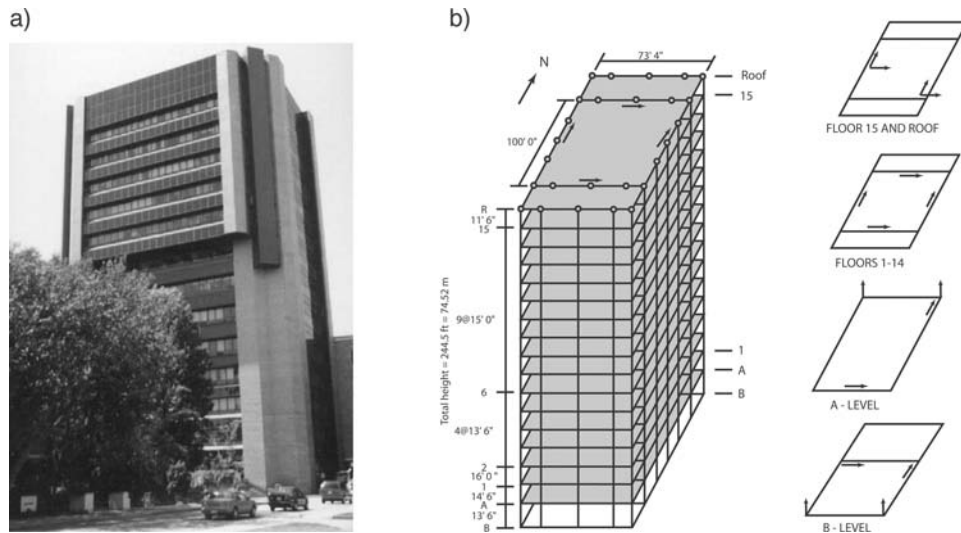 a)
b)
N
73' 4"
Roof
15
100' 0"
R
11' 6"
15
9@15' 0"
Total height = 244.5 ft = 74.52 m
6
4@13' 6"
2
16' 0"
1
14' 6"
A
13' 6"
B
1
A
B
FLOOR 15 AND ROOF
FLOORS 1-14
A - LEVEL
B - LEVEL